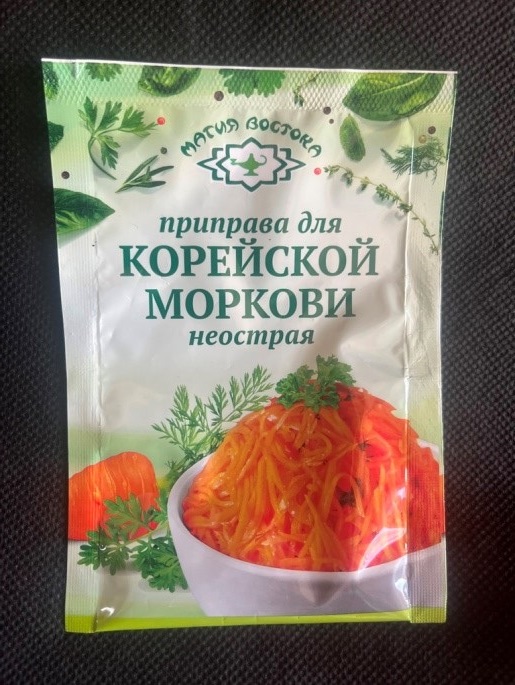 МАГИЯ ВОСТОКА
приправа для
КОРЕЙСКОЙ
МОРКОВИ
неострая